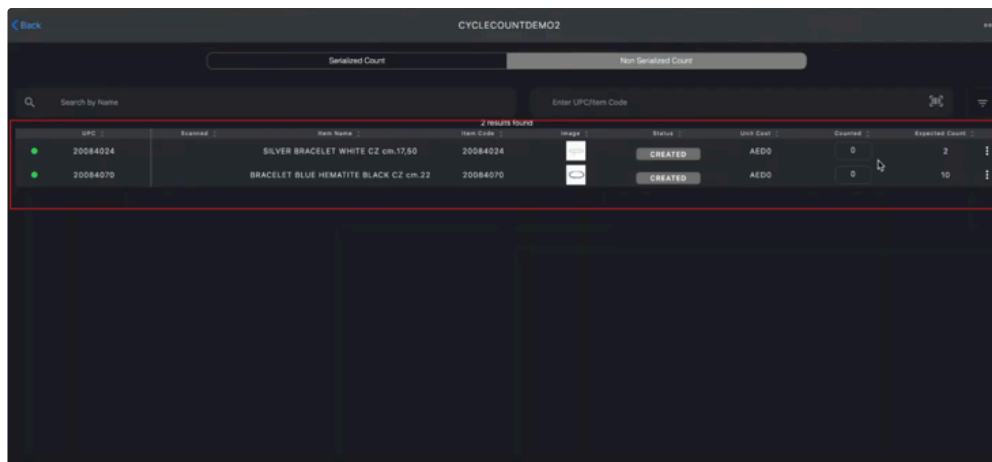 Back CYCLECOUNTDEMO2
Serialized Count Non Serialized Count
Search by Name Enter UPC/Item Code
2 results found
UPC Scanned Item Name Item Code Image Status Unit Cost Counted Expected Count
20084024 SILVER BRACELET WHITE CZ cm.17,50 20084024 CREATED AED0 0 2
20084070 BRACELET BLUE HEMATITE BLACK CZ cm.22 20084070 CREATED AED0 0 10